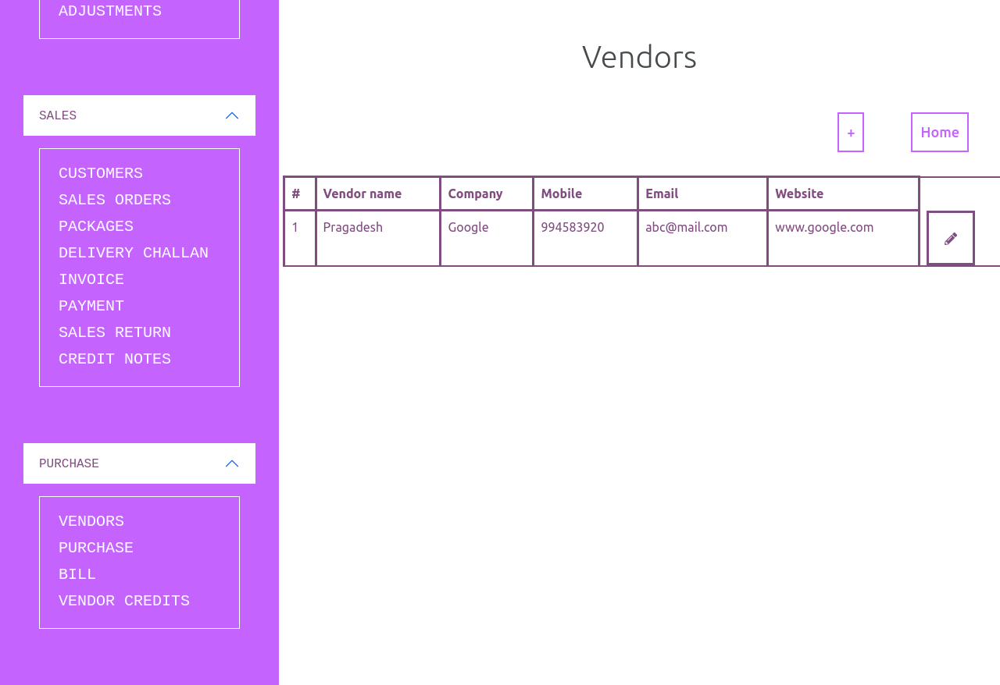 ADJUSTMENTS
SALES
CUSTOMERS
SALES ORDERS
PACKAGES
DELIVERY CHALLAN
INVOICE
PAYMENT
SALES RETURN
CREDIT NOTES
PURCHASE
VENDORS
PURCHASE
BILL
VENDOR CREDITS
Vendors
+ Home
# Vendor name Company Mobile Email Website
1 Pragadesh Google 994583920 abc@mail.com www.google.com